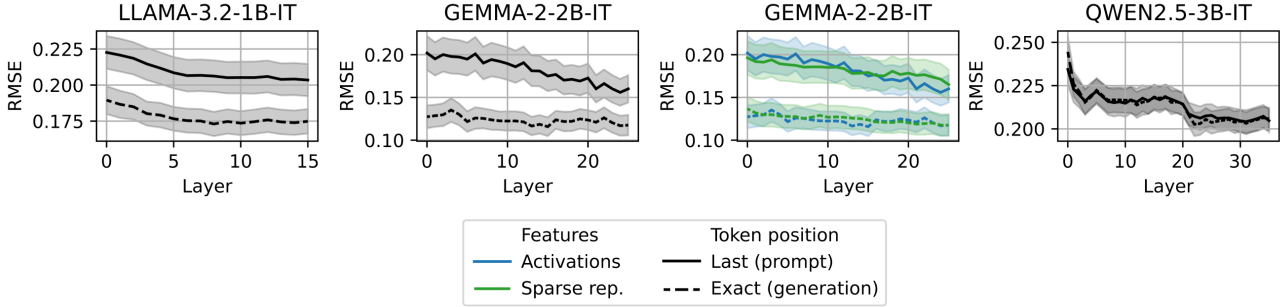 LLAMA-3.2-1B-IT
RMSE
0.225
0.200
0.175
0 5 10 15
Layer
GEMMA-2-2B-IT
RMSE
0.20
0.15
0.10
0 10 20
Layer
GEMMA-2-2B-IT
RMSE
0.20
0.15
0.10
0 10 20
Layer
QWEN2.5-3B-IT
RMSE
0.250
0.225
0.200
0 10 20 30
Layer
Features
Activations
Sparse rep.
Token position
Last (prompt)
Exact (generation)